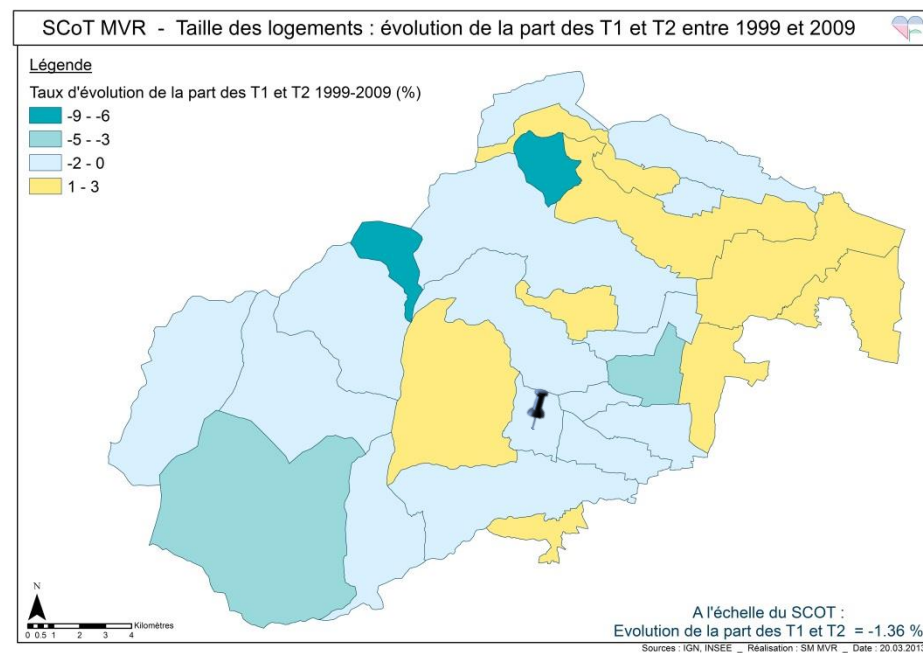 SCoT MVR - Taille des logements : évolution de la part des T1 et T2 entre 1999 et 2009
Légende
Taux d'évolution de la part des T1 et T2 1999-2009 (%)
-9 - -6
-5 - -3
-2 - 0
1 - 3
N
0 0.5 1 2 3 4 Kilomètres
A l'échelle du SCOT :
Evolution de la part des T1 et T2 = -1.36 %
Sources : IGN, INSEE _ Réalisation : SM MVR _ Date : 20.03.201